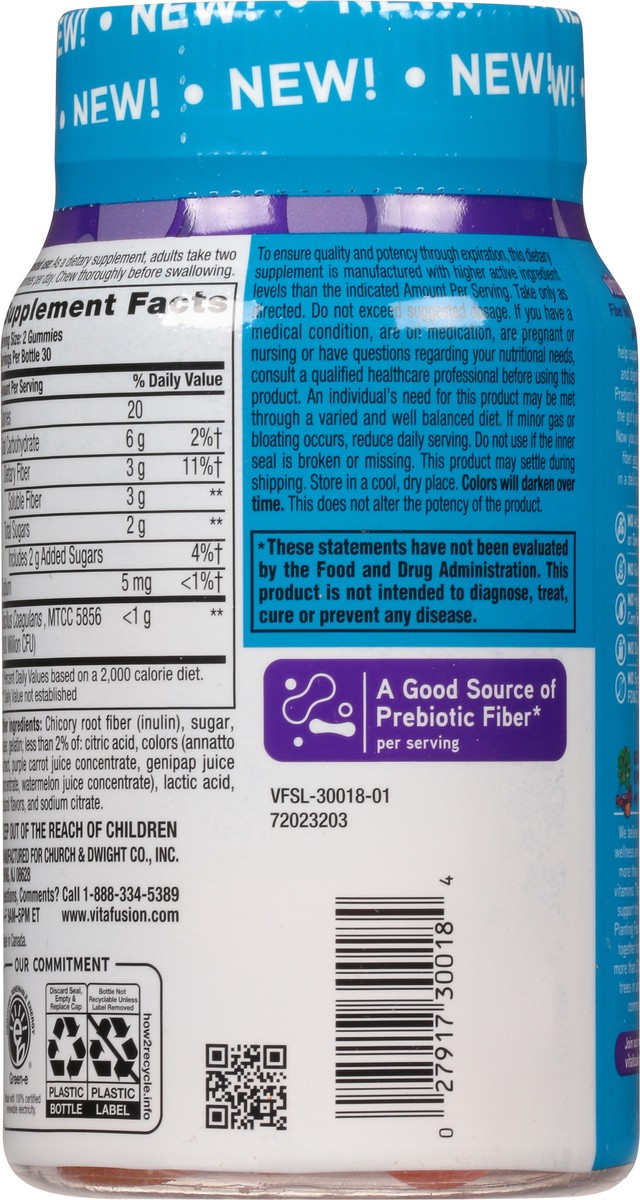 NEW! • NEW!
• NEW! • NEW! • NEW!
As a dietary supplement, adults take two
per day. Chew thoroughly before swallowing.
Supplement Facts
Size: 2 Gummies
Per Bottle 30
Per Serving % Daily Value
20
Carbohydrate 6 g 2%†
Fiber 3 g 11%†
Soluble Fiber 3 g **
Sugars 2 g **
Includes 2 g Added Sugars 4%†
5 mg <1%†
Coagulans, MTCC 5856 <1 g **
Million CFU)
Percent Daily Values based on a 2,000 calorie diet.
Daily Value not established
ingredients: Chicory root fiber (inulin), sugar,
gelatin; less than 2% of: citric acid, colors (annatto
purple carrot juice concentrate, genipap juice
watermelon juice concentrate), lactic acid,
flavors, and sodium citrate.
OUT OF THE REACH OF CHILDREN
FOR CHURCH & DWIGHT CO., INC.
NJ 08628
Comments? Call 1-888-334-5389
8AM-5PM ET www.vitafusion.com
in Canada.
OUR COMMITMENT
Green-e
Discard Seal,
Empty &
Replace Cap
PLASTIC
BOTTLE
Bottle Not
Recyclable Unless
Label Removed
PLASTIC
LABEL
how2recycle.info
To ensure quality and potency through expiration, this dietary
supplement is manufactured with higher active ingredient
levels than the indicated Amount Per Serving. Take only as
directed. Do not exceed suggested dosage. If you have a
medical condition, are on medication, are pregnant or
nursing or have questions regarding your nutritional needs,
consult a qualified healthcare professional before using this
product. An individual's need for this product may be met
through a varied and well balanced diet. If minor gas or
bloating occurs, reduce daily serving. Do not use if the inner
seal is broken or missing. This product may settle during
shipping. Store in a cool, dry place. Colors will darken over
time. This does not alter the potency of the product.
*These statements have not been evaluated
by the Food and Drug Administration. This
product is not intended to diagnose, treat,
cure or prevent any disease.
A Good Source of
Prebiotic Fiber*
per serving
VFSL-30018-01
72023203
0 27917 30018 4